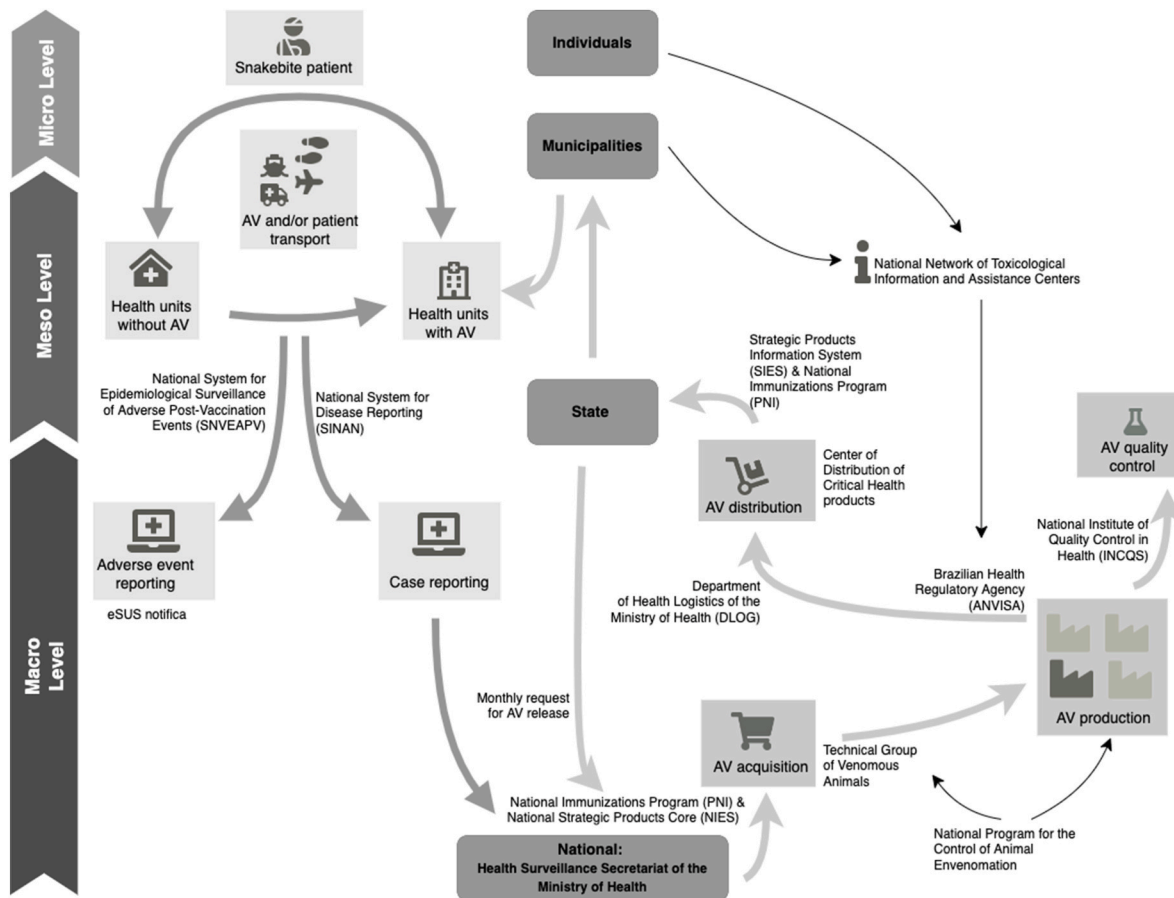 Micro Level
Meso Level
Macro
Level
Snakebite patient
AV and/or patient
transport
Health units
without AV
Health units
with AV
National System for
Epidemiological Surveillance
of Adverse Post-Vaccination
Events (SNVEAPV)
National System for
Disease Reporting
(SINAN)
Adverse event
reporting
eSUS notifica
Case reporting
Individuals
Municipalities
State
Monthly request
for AV release
National Immunizations Program (PNI) &
National Strategic Products Core (NIES)
National:
Health Surveillance Secretariat of the
Ministry of Health
National Network of Toxicological
Information and Assistance Centers
Strategic Products
Information System
(SIES) & National
Immunizations Program
(PNI)
AV distribution
Center of
Distribution of
Critical Health
products
Department
of Health Logistics of the
Ministry of Health (DLOG)
Brazilian Health
Regulatory Agency
(ANVISA)
AV quality
control
National Institute of
Quality Control in
Health (INCQS)
AV production
AV acquisition
Technical Group
of Venomous
Animals
National Program for the
Control of Animal
Envenomation